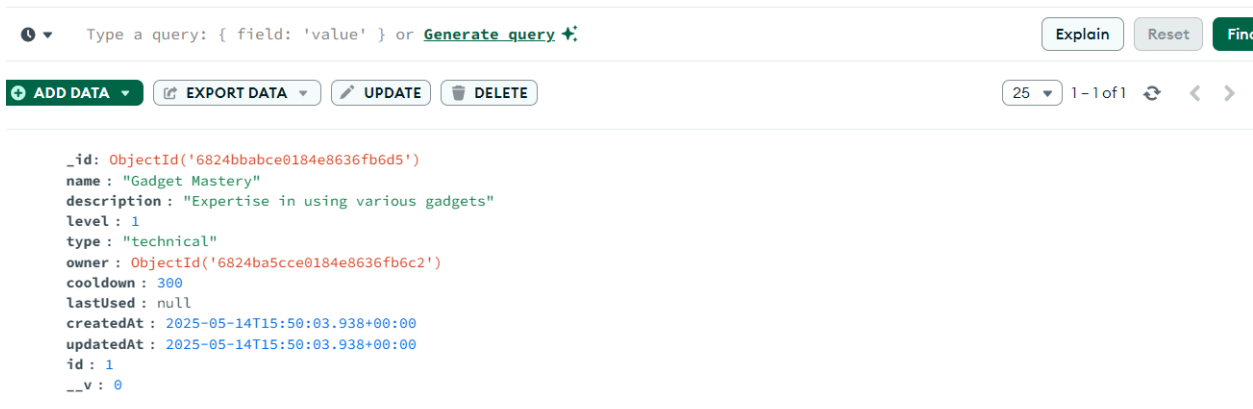 Type a query: { field: 'value' } or Generate query
Explain
Reset
ADD DATA
EXPORT DATA
UPDATE
DELETE
25
1 – 1 of 1
_id: ObjectId('6824bbabce0184e8636fb6d5')
name : "Gadget Mastery"
description : "Expertise in using various gadgets"
level : 1
type : "technical"
owner : ObjectId('6824ba5cce0184e8636fb6c2')
cooldown : 300
lastUsed : null
createdAt : 2025-05-14T15:50:03.938+00:00
updatedAt : 2025-05-14T15:50:03.938+00:00
id : 1
__v : 0